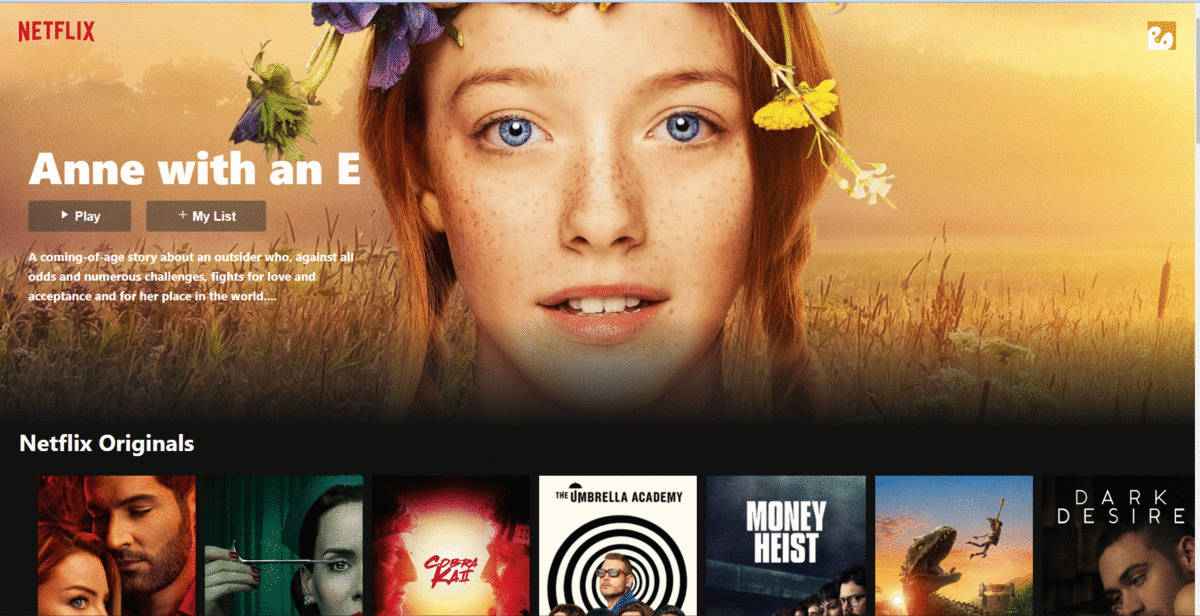 NETFLIX
Anne with an E
Play
+ My List
A coming-of-age story about an outsider who, against all
odds and numerous challenges, fights for love and
acceptance and for her place in the world....
Netflix Originals
THE UMBRELLA ACADEMY
MONEY
HEIST
COBRA
KAI
DARK
DESIRE